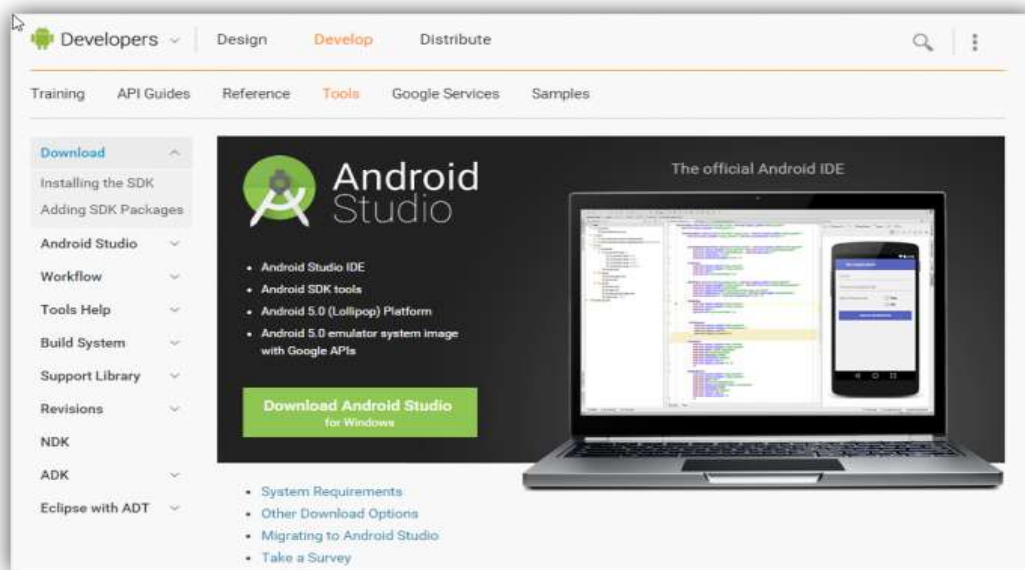 Developers Design Develop Distribute
Training API Guides Reference Tools Google Services Samples
Download
Installing the SDK
Adding SDK Packages
Android Studio
Workflow
Tools Help
Build System
Support Library
Revisions
NDK
ADK
Eclipse with ADT
Android
Studio
The official Android IDE
• Android Studio IDE
• Android SDK tools
• Android 5.0 (Lollipop) Platform
• Android 5.0 emulator system image
with Google APIs
Download Android Studio
for Windows
• System Requirements
• Other Download Options
• Migrating to Android Studio
• Take a Survey